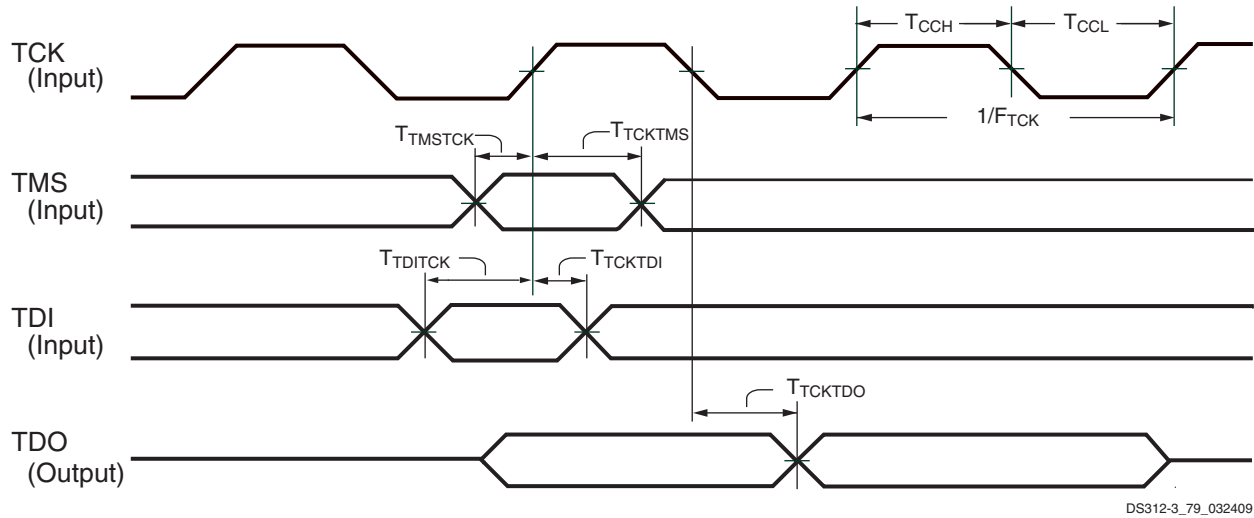 TCK
(Input)
TCCH
TCCL
1/FTCK
TTMSTCK
TTCKTMS
TMS
(Input)
TTDITCK
TTCKTDI
TDI
(Input)
TTCKTDO
TDO
(Output)
DS312-3_79_032409